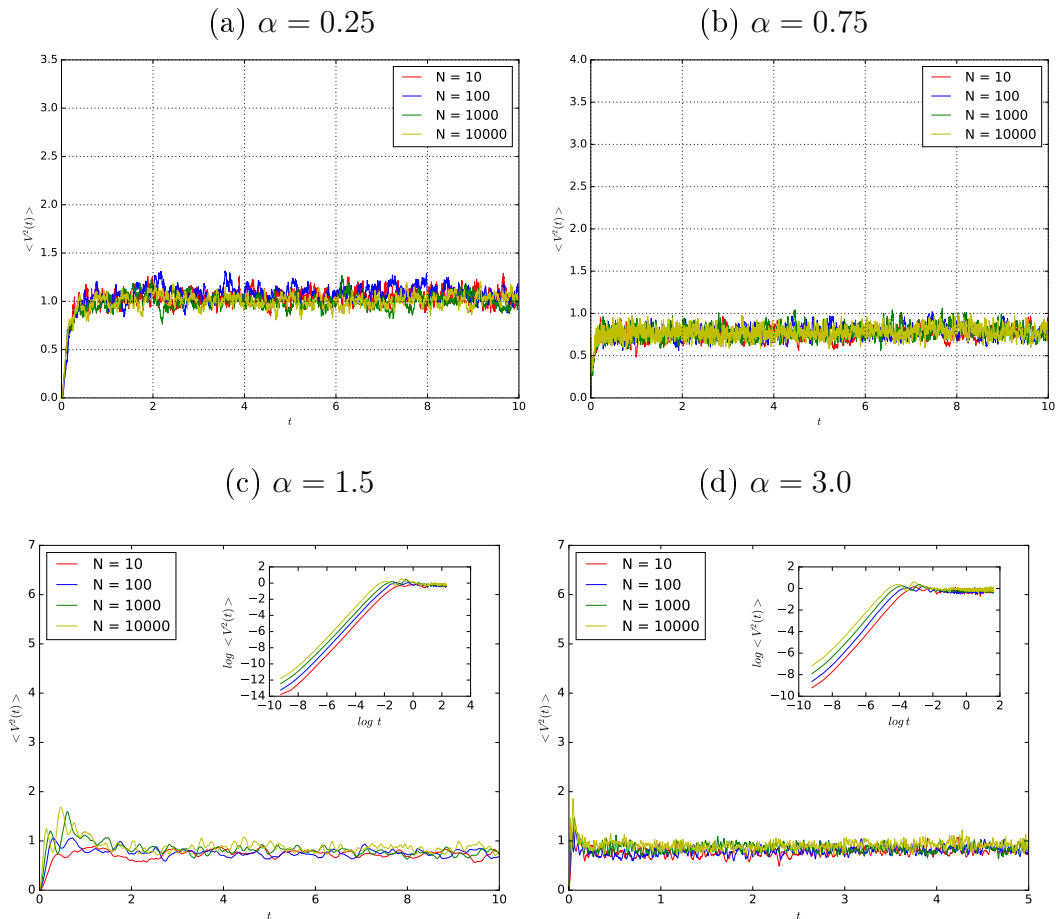 (a) α = 0.25
3.5
3.0
2.5
2.0
1.5
1.0
0.5
0.0
<V²(t)>
N = 10
N = 100
N = 1000
N = 10000
0 2 4 6 8 10
t
(b) α = 0.75
4.0
3.5
3.0
2.5
2.0
1.5
1.0
0.5
0.0
<V²(t)>
N = 10
N = 100
N = 1000
N = 10000
0 2 4 6 8 10
t
(c) α = 1.5
7
6
5
4
3
2
1
0
<V²(t)>
N = 10
N = 100
N = 1000
N = 10000
2
0
−2
−4
−6
−8
−10
−12
−14
log <V²(t)>
−10 −8 −6 −4 −2 0 2 4
log t
0 2 4 6 8 10
t
(d) α = 3.0
7
6
5
4
3
2
1
0
<V²(t)>
N = 10
N = 100
N = 1000
N = 10000
2
0
−2
−4
−6
−8
−10
log <V²(t)>
−10 −8 −6 −4 −2 0 2
log t
0 1 2 3 4 5
t